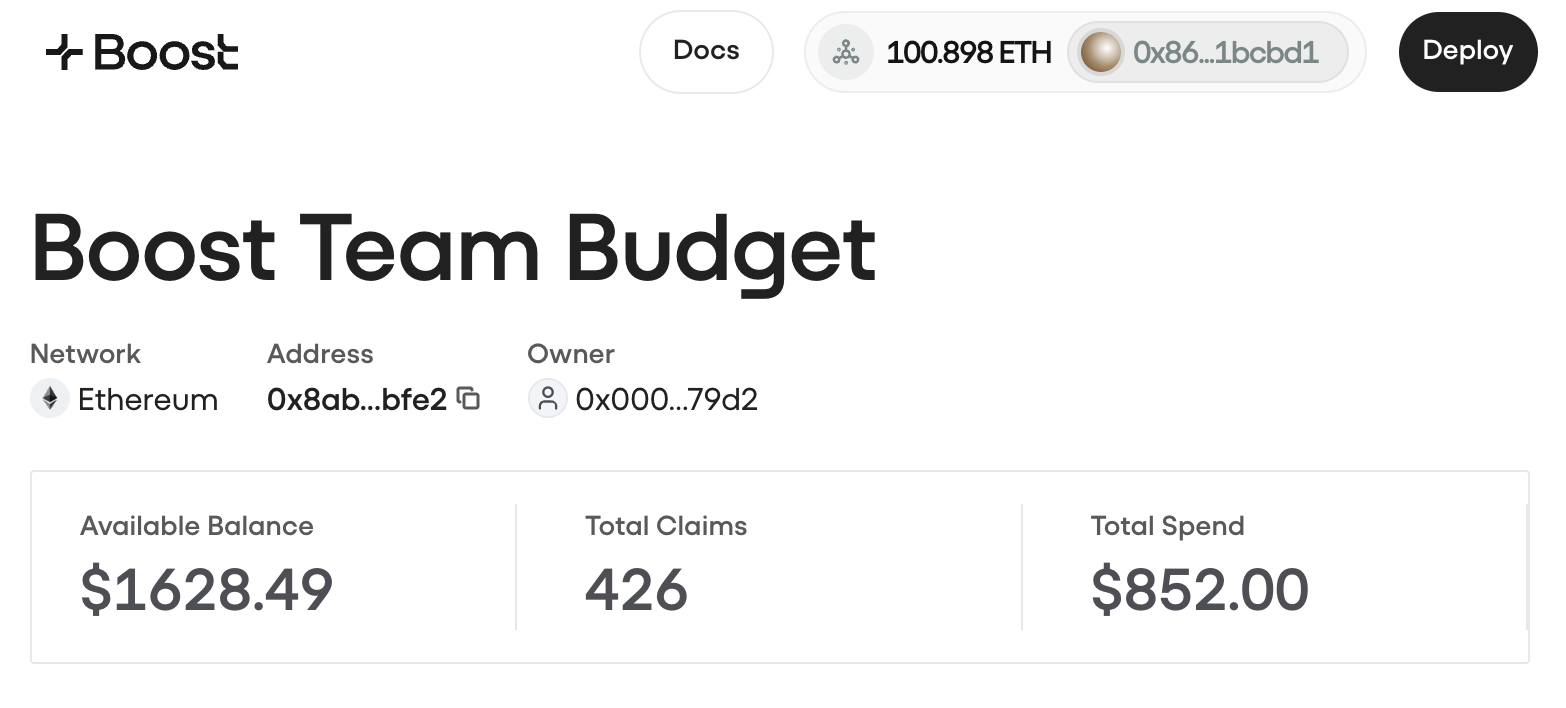 Boost
Docs
100.898 ETH
0x86...1bcbd1
Deploy
Boost Team Budget
Network
Address
Owner
Ethereum
0x8ab...bfe2
0x000...79d2
Available Balance
Total Claims
Total Spend
$1628.49
426
$852.00